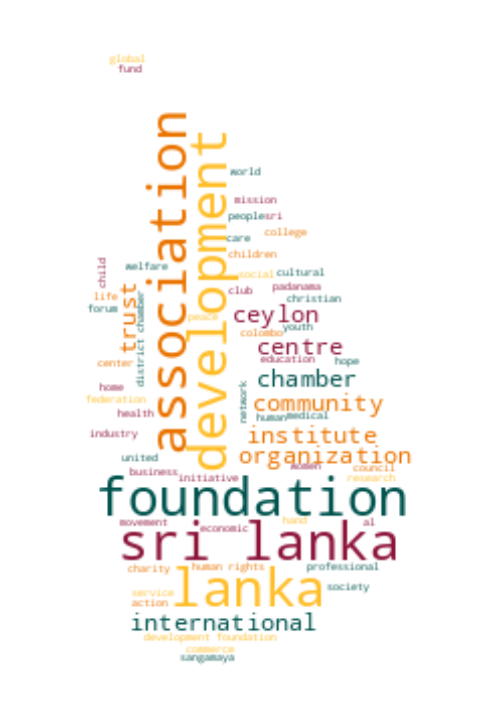 global
fund
association
development
world
mission
people
sri
college
care
children
welfare
child
social
cultural
club
padanama
christian
life
forum
trust
district chamber
peace
ceylon
youth
colombo
centre
education
hope
center
chamber
home
federation
network
community
health
human
medical
industry
institute
organization
united
women
council
business
initiative
research
foundation
movement
economic
hand
al
sri lanka
charity
human rights
professional
lanka
service
society
action
international
development foundation
commerce
sangamaya